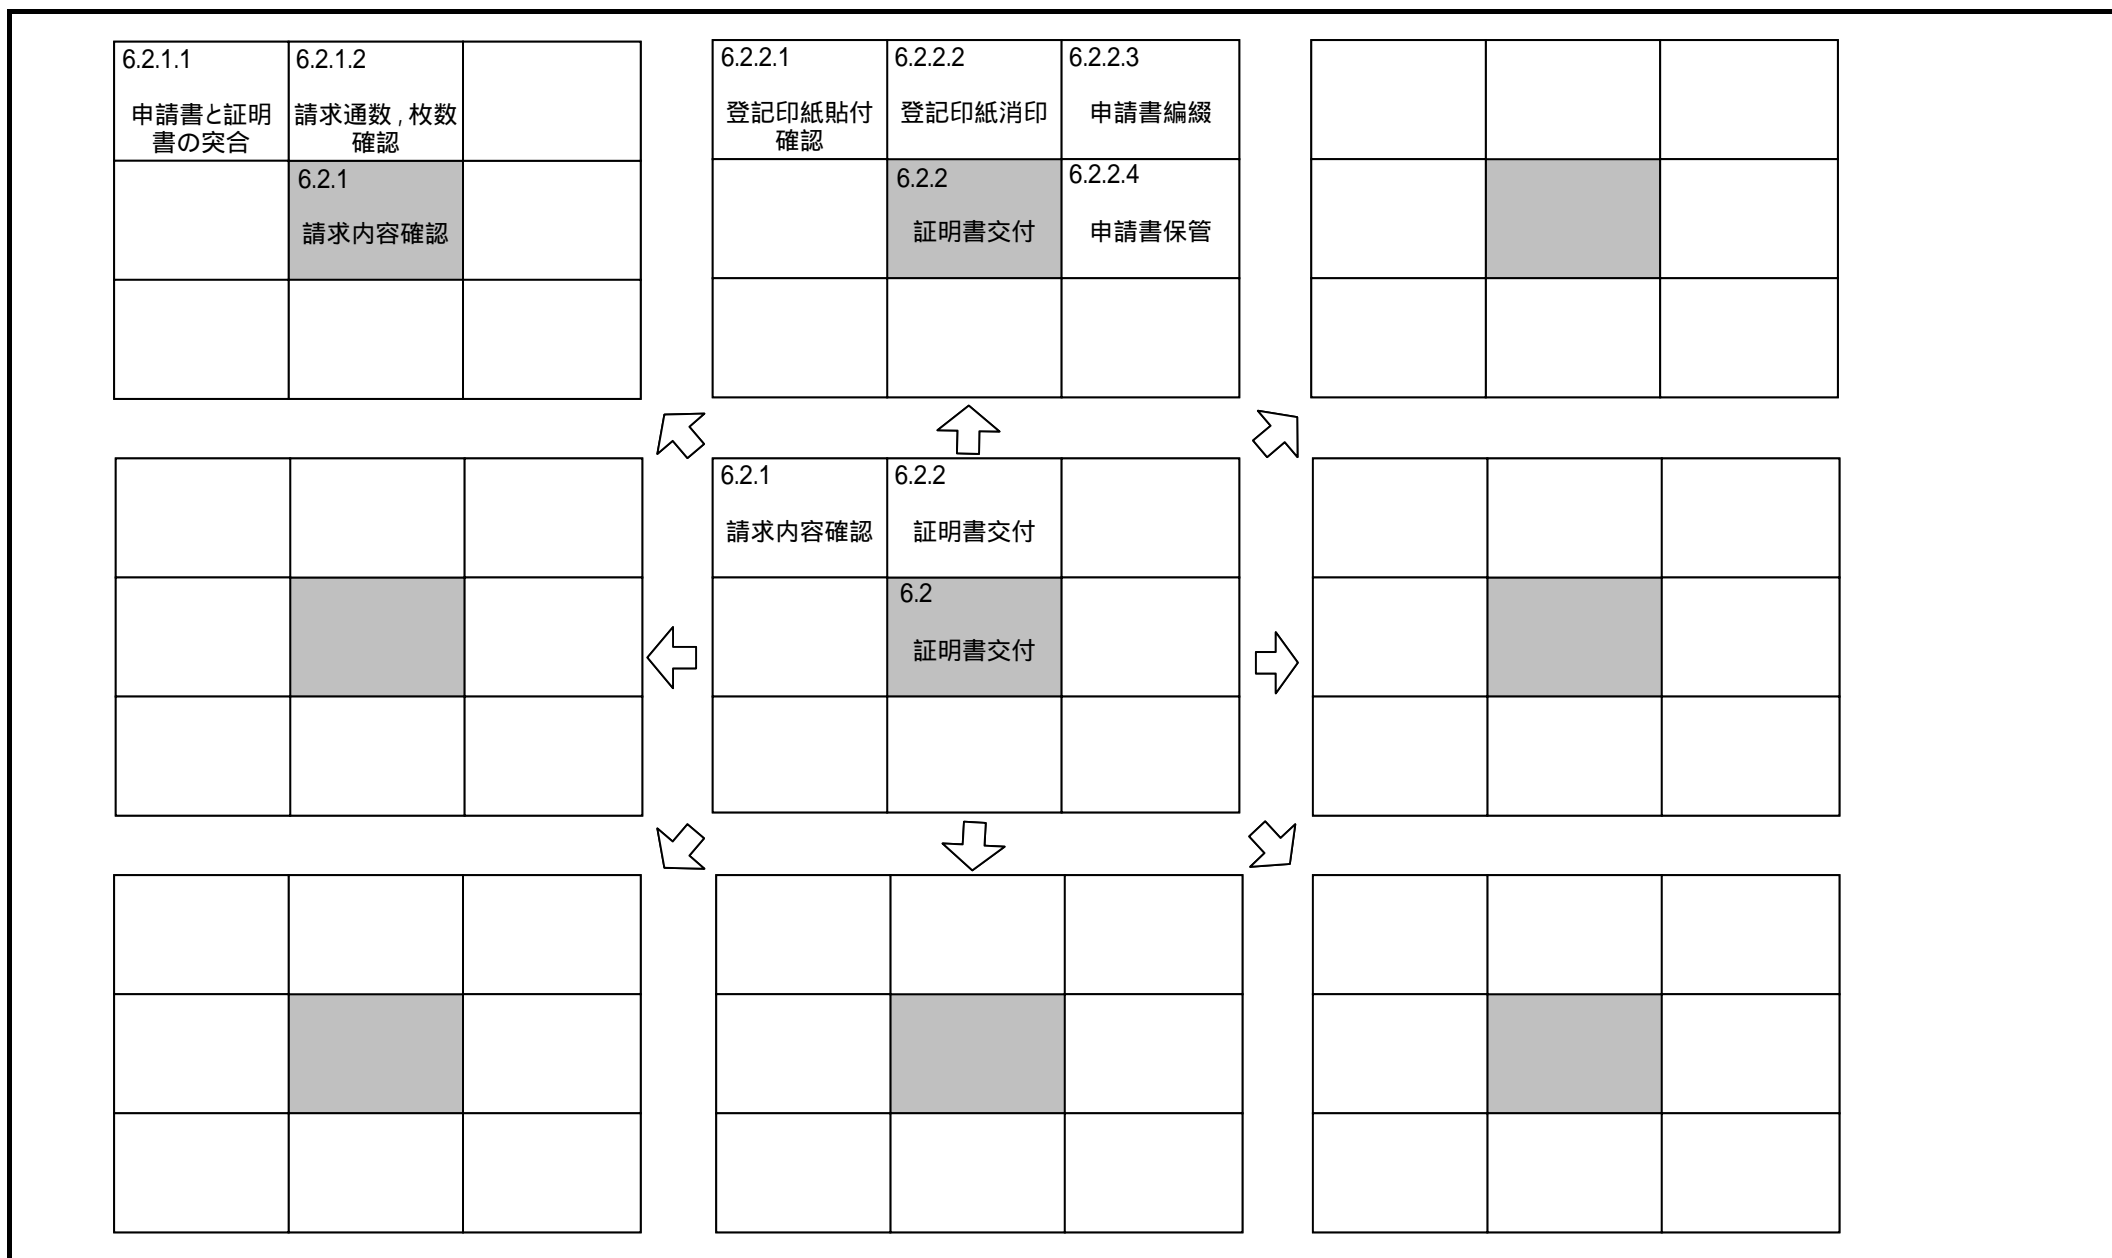 6.2.1.1
申請書と証明
書の突合
6.2.1.2
請求通数,枚数
確認
6.2.1
請求内容確認
6.2.2.1
登記印紙貼付
確認
6.2.2.2
登記印紙消印
6.2.2.3
申請書編綴
6.2.2
証明書交付
6.2.2.4
申請書保管
6.2.1
請求内容確認
6.2.2
証明書交付
6.2
証明書交付